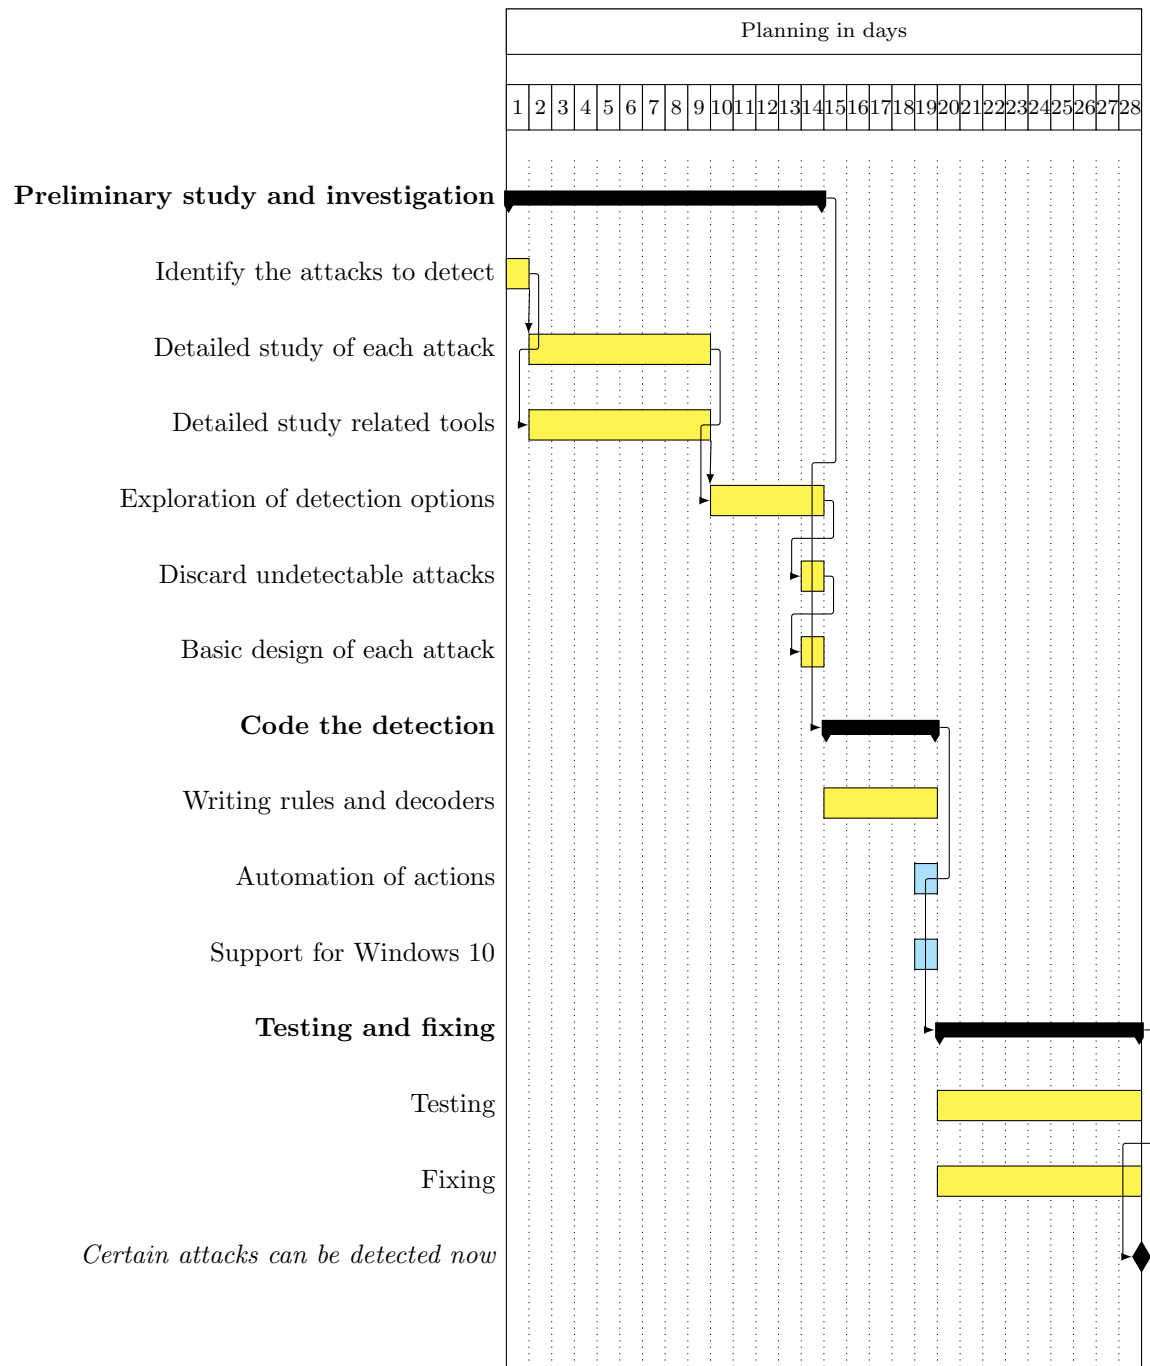 Planning in days
1 2 3 4 5 6 7 8 9 10 11 12 13 14 15 16 17 18 19 20 21 22 23 24 25 26 27 28
Preliminary study and investigation
Identify the attacks to detect
Detailed study of each attack
Detailed study related tools
Exploration of detection options
Discard undetectable attacks
Basic design of each attack
Code the detection
Writing rules and decoders
Automation of actions
Support for Windows 10
Testing and fixing
Testing
Fixing
Certain attacks can be detected now